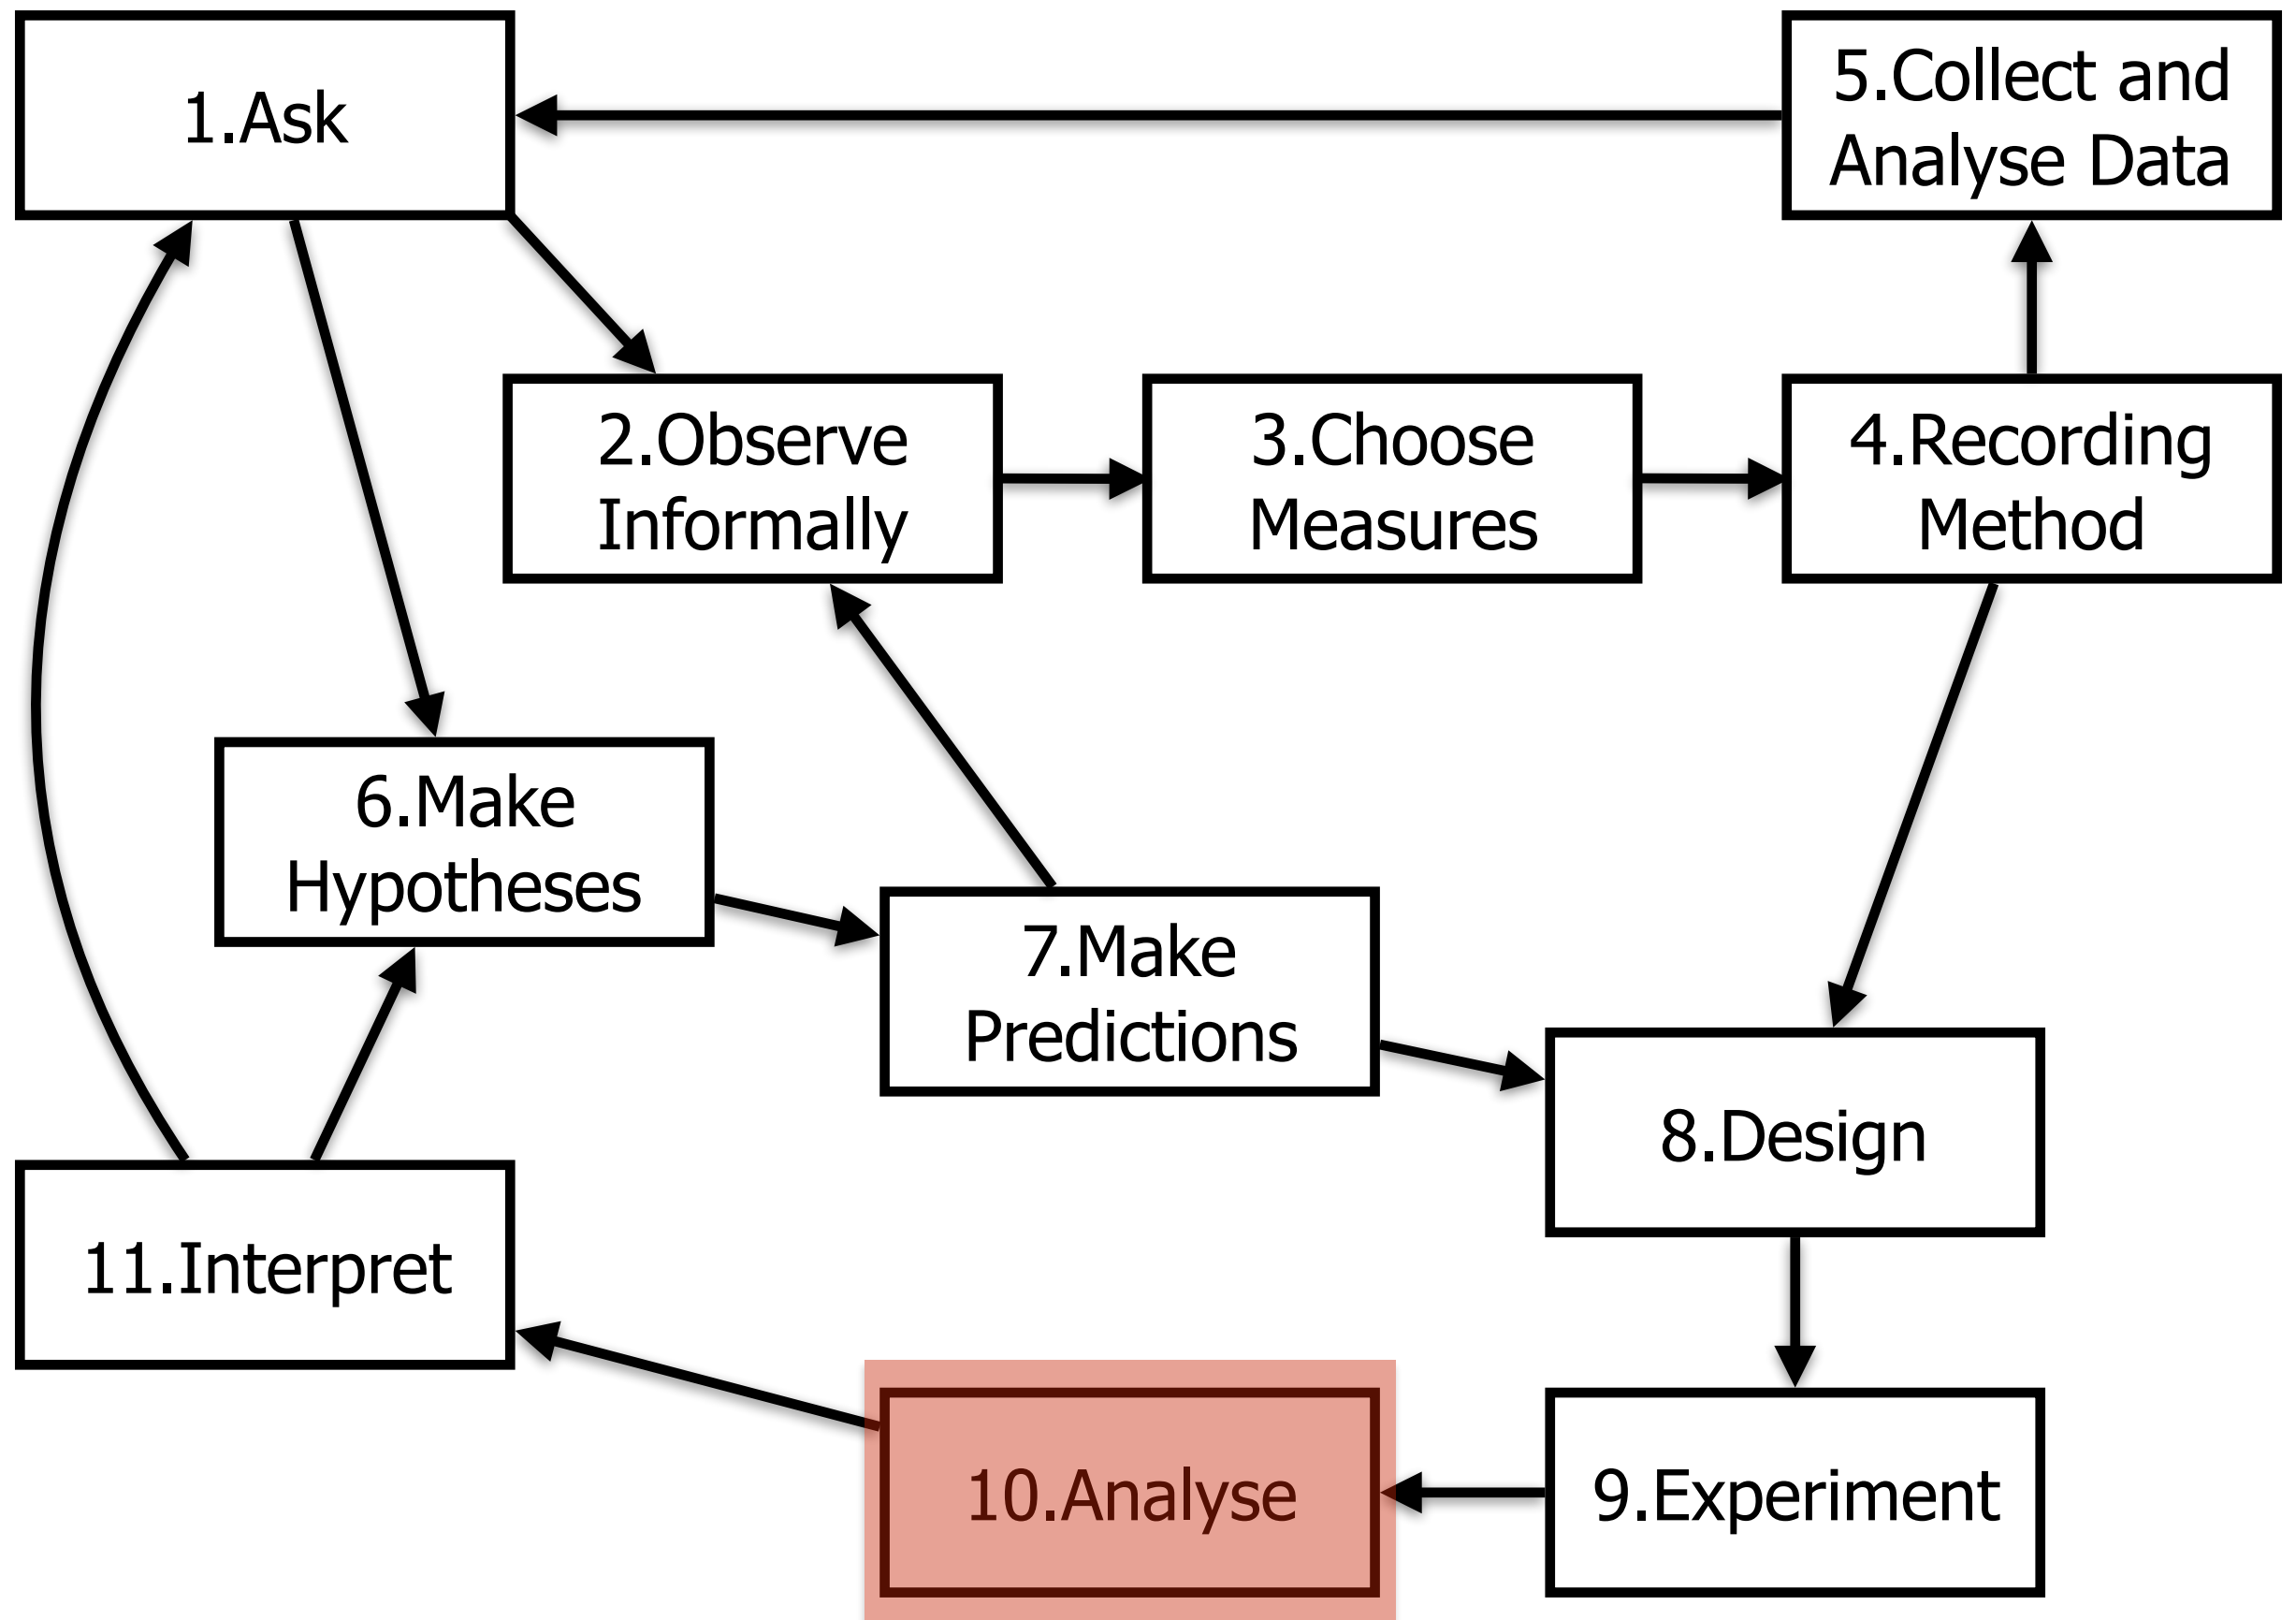 1.Ask
5.Collect and
Analyse Data
2.Observe
Informally
3.Choose
Measures
4.Recording
Method
6.Make
Hypotheses
7.Make
Predictions
8.Design
11.Interpret
10.Analyse
9.Experiment